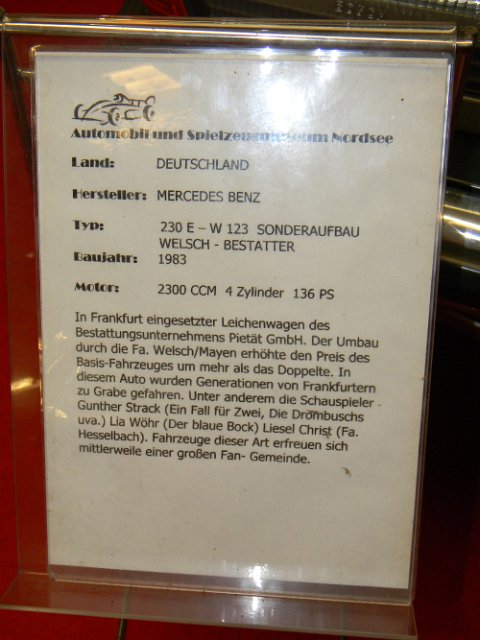 Automobil und Spielzeugmuseum Nordsee
Land: DEUTSCHLAND
Hersteller: MERCEDES BENZ
Typ: 230 E – W 123 SONDERAUFBAU
WELSCH - BESTATTER
Baujahr: 1983
Motor: 2300 CCM 4 Zylinder 136 PS
In Frankfurt eingesetzter Leichenwagen des
Bestattungsunternehmens Pietät GmbH. Der Umbau
durch die Fa. Welsch/Mayen erhöhte den Preis des
Basis-Fahrzeuges um mehr als das Doppelte. In
diesem Auto wurden Generationen von Frankfurtern
zu Grabe gefahren. Unter anderem die Schauspieler
Gunther Strack (Ein Fall für Zwei, Die Drombuschs
uva.) Lia Wöhr (Der blaue Bock) Liesel Christ (Fa.
Hesselbach). Fahrzeuge dieser Art erfreuen sich
mittlerweile einer großen Fan- Gemeinde.